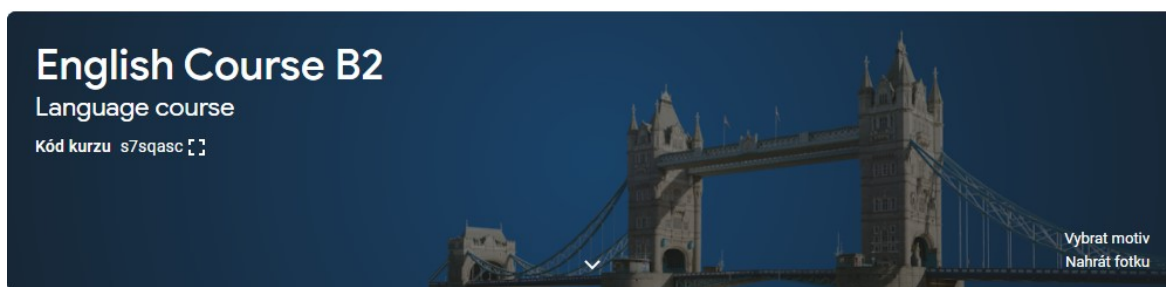 English Course B2
Language course
Kód kurzu s7sqasc
Vybrat motiv
Nahrát fotku